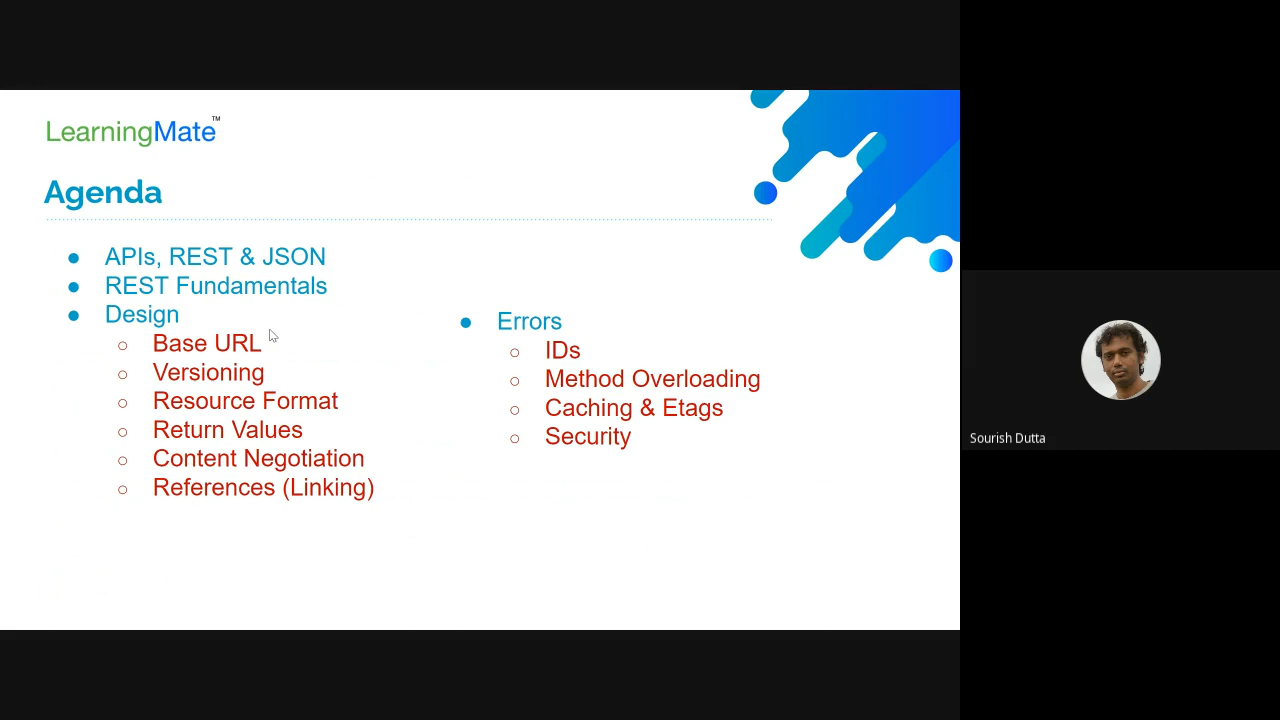 LearningMate™
Agenda
● APIs, REST & JSON
● REST Fundamentals
● Design
○ Base URL
○ Versioning
○ Resource Format
○ Return Values
○ Content Negotiation
○ References (Linking)
● Errors
○ IDs
○ Method Overloading
○ Caching & Etags
○ Security
Sourish Dutta